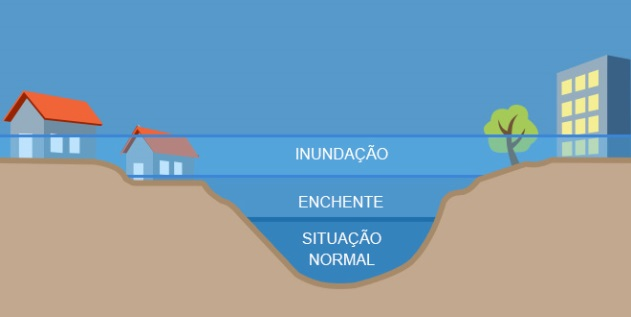 INUNDAÇÃO
ENCHENTE
SITUAÇÃO
NORMAL